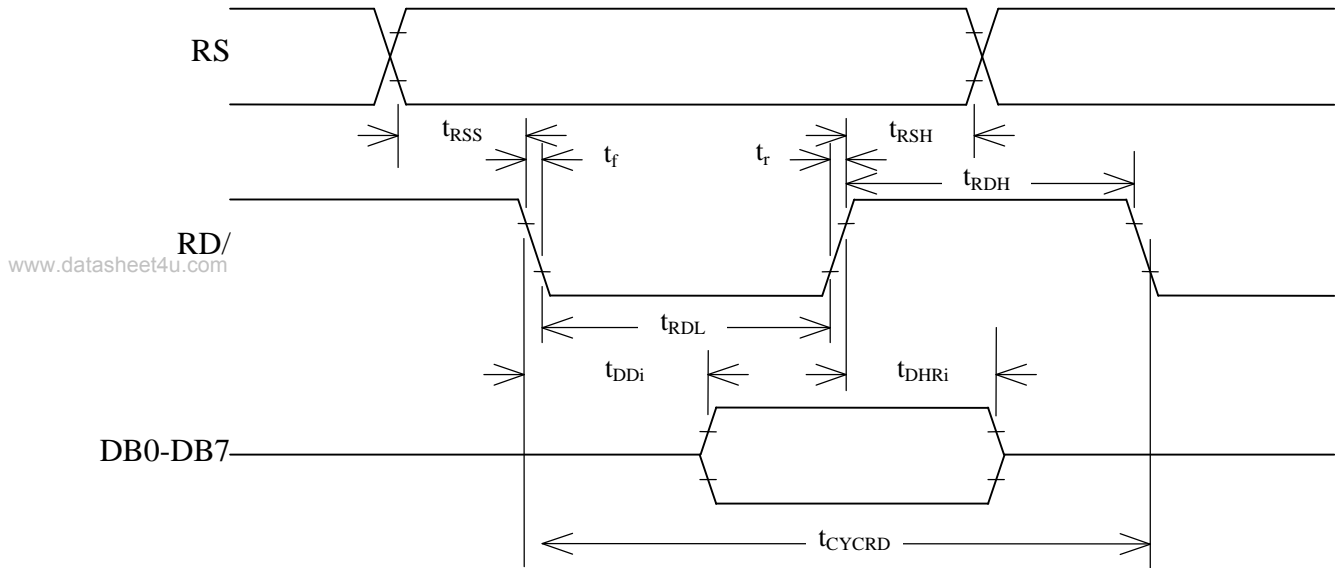 RS
tRSS
tRSH
tf
tr
tRDH
RD/
www.datasheet4u.com
tRDL
tDDi
tDHRi
DB0-DB7
tCYCRD